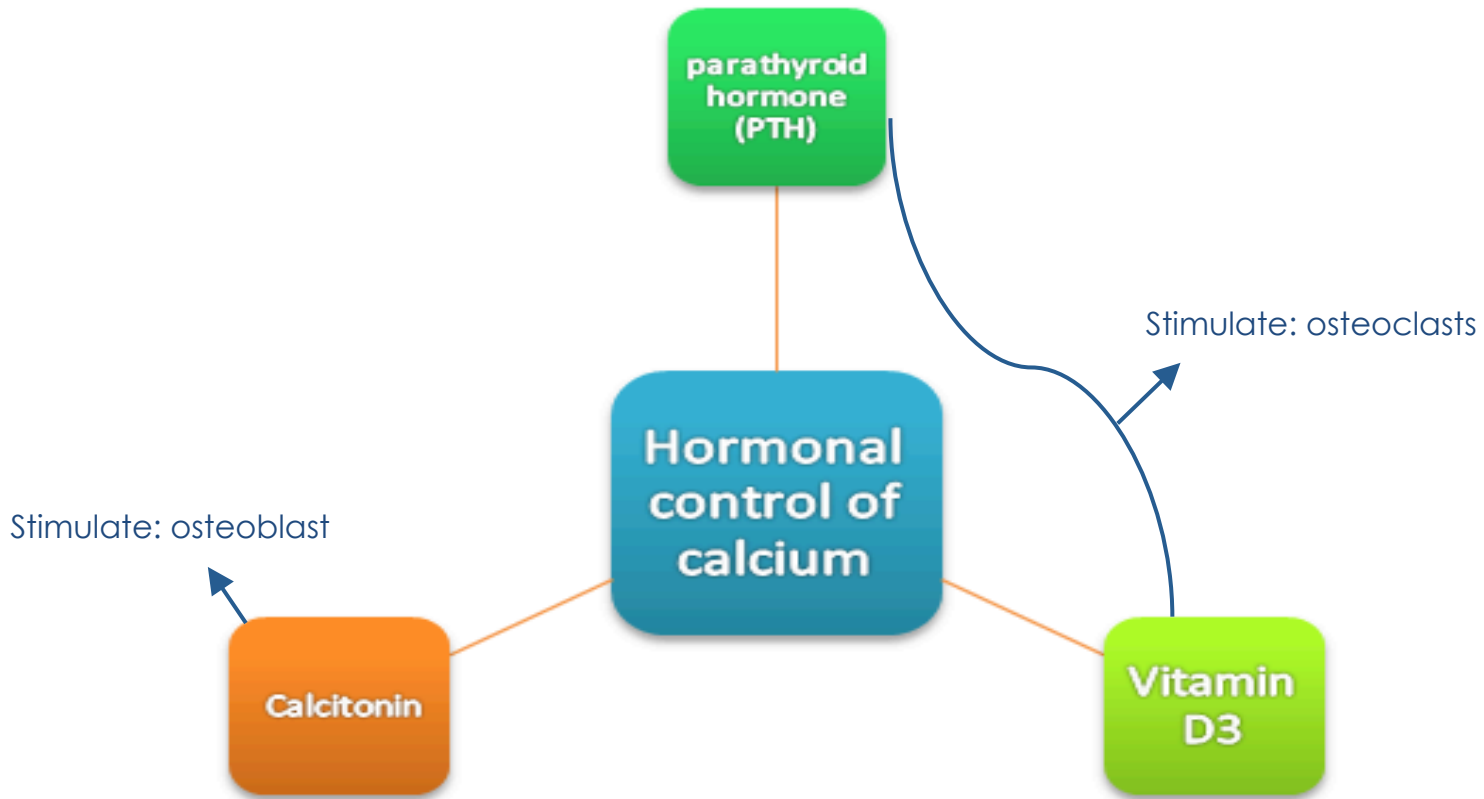 parathyroid
hormone
(PTH)
Stimulate: osteoclasts
Hormonal
control of
calcium
Stimulate: osteoblast
Calcitonin
Vitamin
D3